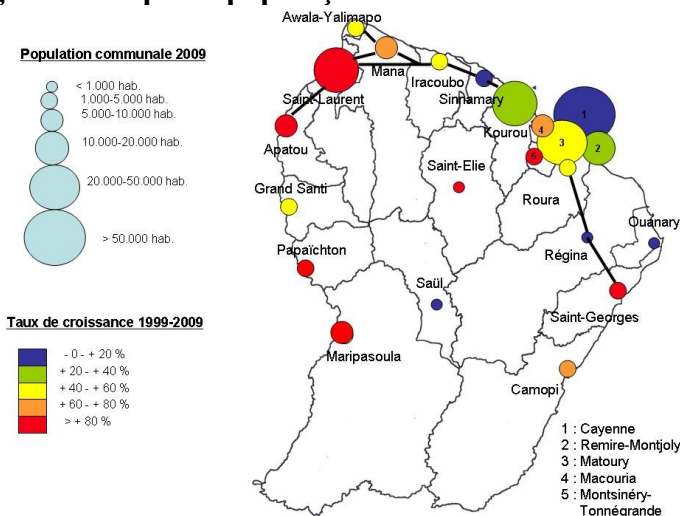 Population communale 2009
< 1.000 hab.
1.000-5.000 hab.
5.000-10.000 hab.
10.000-20.000 hab.
20.000-50.000 hab.
> 50.000 hab.
Taux de croissance 1999-2009
- 0 - + 20 %
+ 20 - + 40 %
+ 40 - + 60 %
+ 60 - + 80 %
> + 80 %
Awala-Yalimapo
Mana
Iracoubo
Saint-Laurent
Sinnamary
Kourou
1
4
3
2
5
Apatou
Saint-Elie
Grand Santi
Roura
Ouanary
Papaïchton
Régina
Saül
Saint-Georges
Maripasoula
Camopi
1 : Cayenne
2 : Remire-Montjoly
3 : Matoury
4 : Macouria
5 : Montsinéry-
Tonnégrande